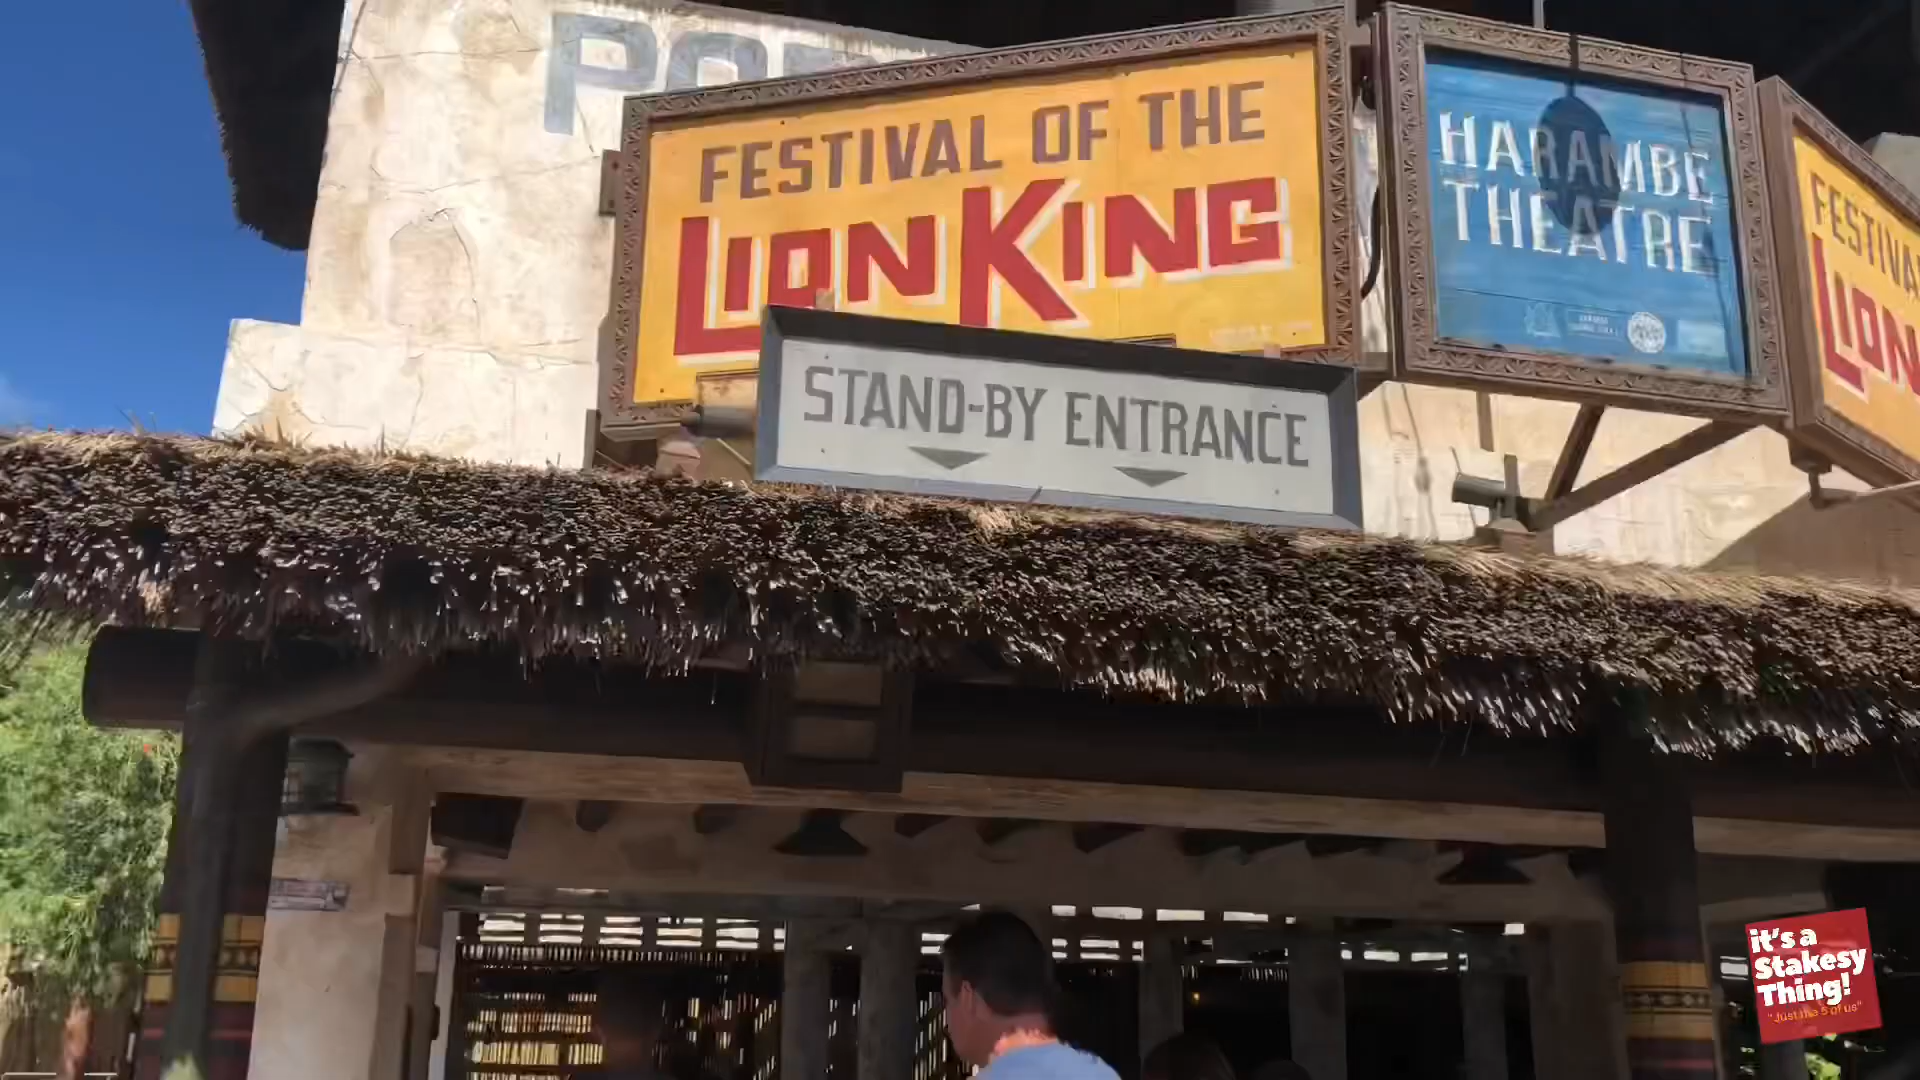 FESTIVAL OF THE
LION KING
STAND-BY ENTRANCE
HARAMBE
THEATRE
FESTIVA
LION
it's a
Stakesy
Thing!
"Just the 5 of us"